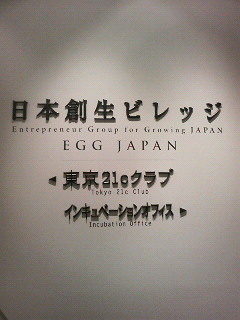 日本創生ビレッジ
Entrepreneur Group for Growing JAPAN
EGG JAPAN
◀ 東京21cクラブ
Tokyo 21c Club
インキュベーションオフィス ▶
Incubation Office